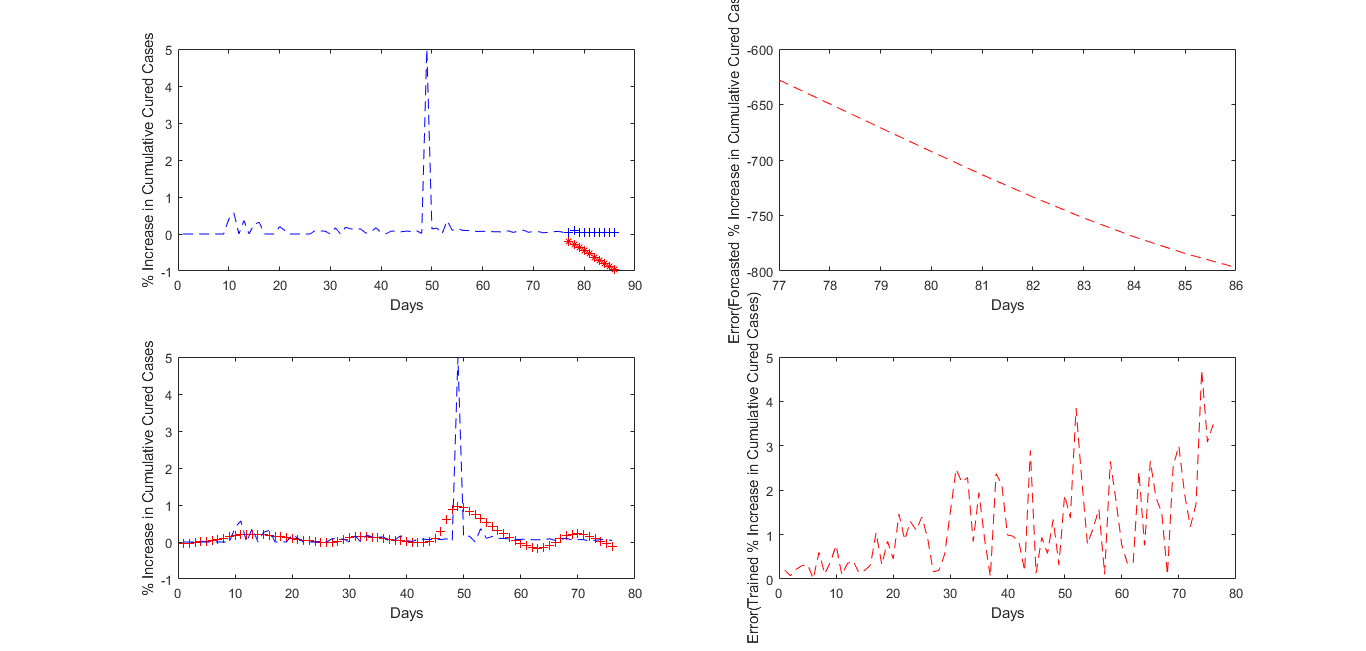 % Increase in Cumulative Cured Cases
5
4
3
2
1
0
-1
0 10 20 30 40 50 60 70 80 90
Days
Error(Forcasted % Increase in Cumulative Cured Cas
-600
-650
-700
-750
-800
77 78 79 80 81 82 83 84 85 86
Days
% Increase in Cumulative Cured Cases
5
4
3
2
1
0
-1
0 10 20 30 40 50 60 70 80
Days
Error(Trained % Increase in Cumulative Cured Cases)
5
4
3
2
1
0
0 10 20 30 40 50 60 70 80
Days